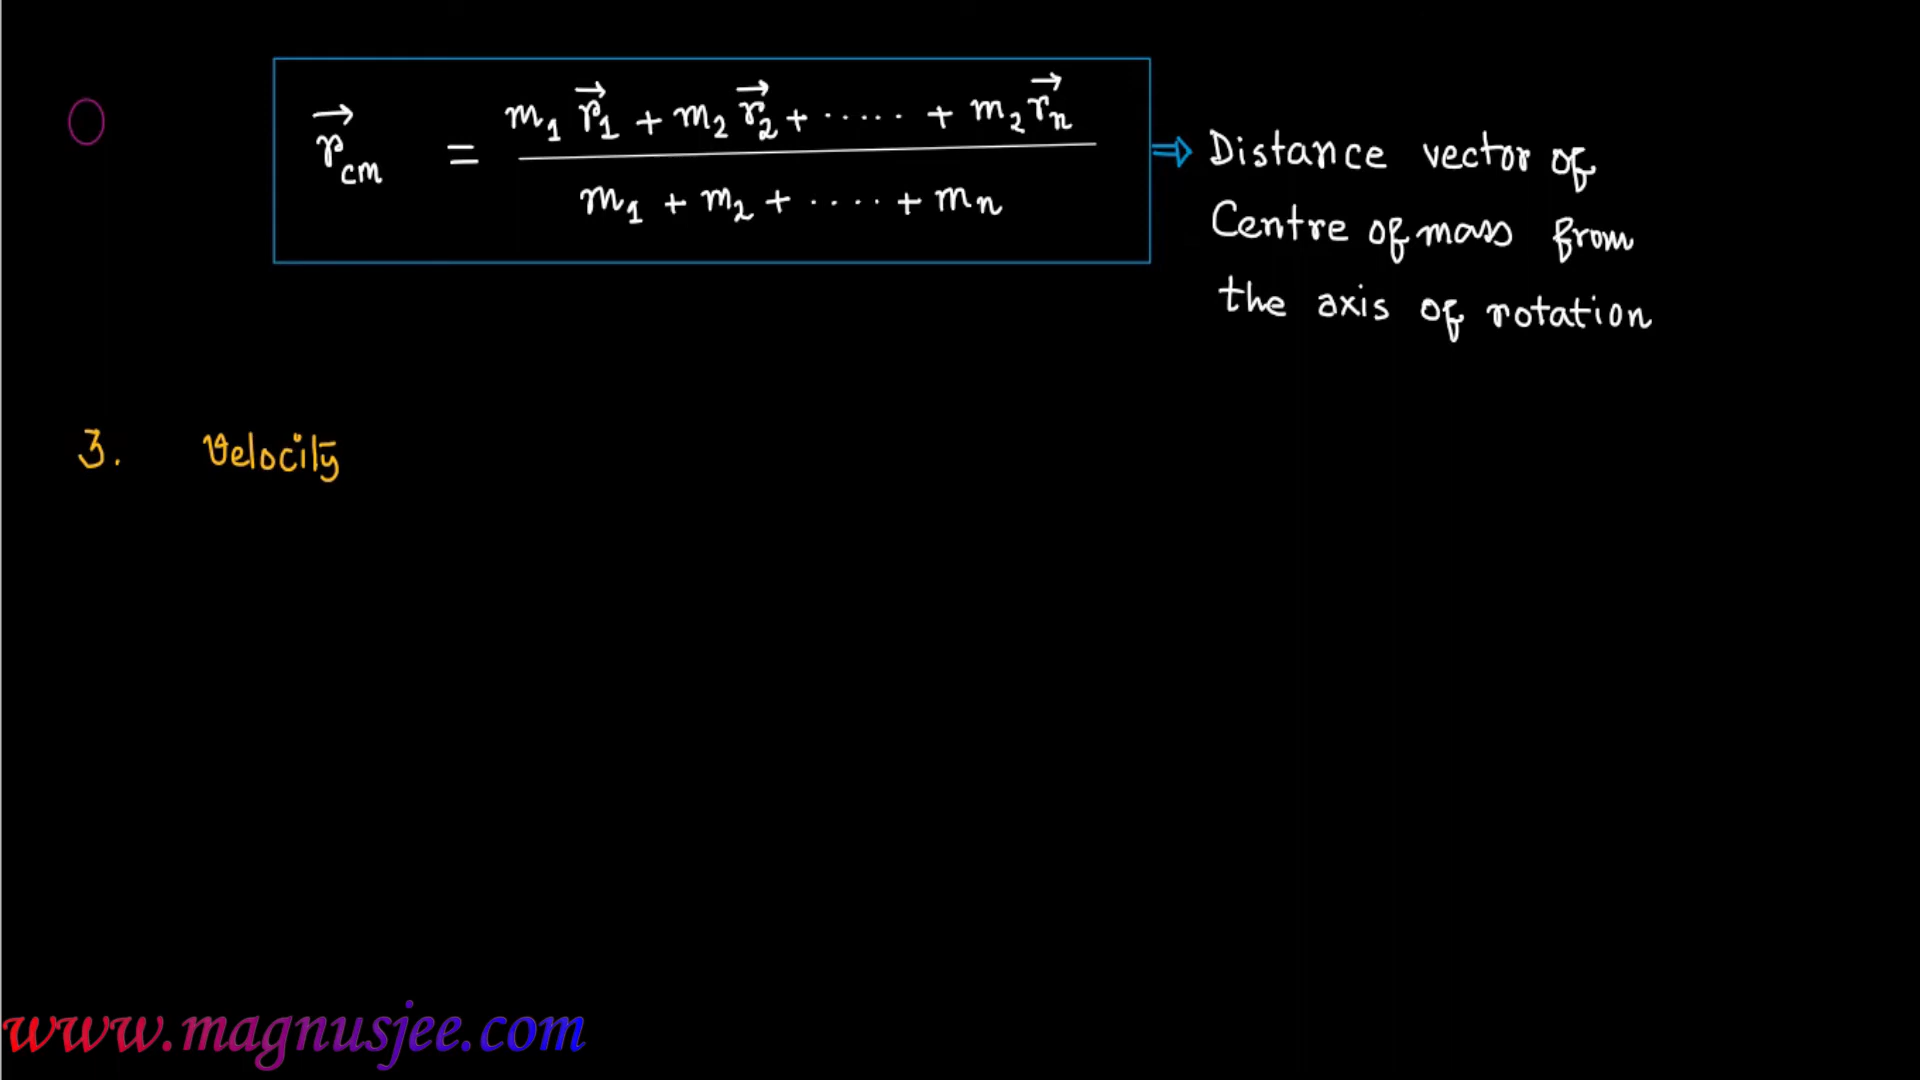 r⃗cm = m1 r⃗1 + m2 r⃗2 + ..... + m2 r⃗n
m1 + m2 + ..... + mn
⇒ Distance vector of
Centre of mass from
the axis of rotation
3. Velocity
www.magnusjee.com